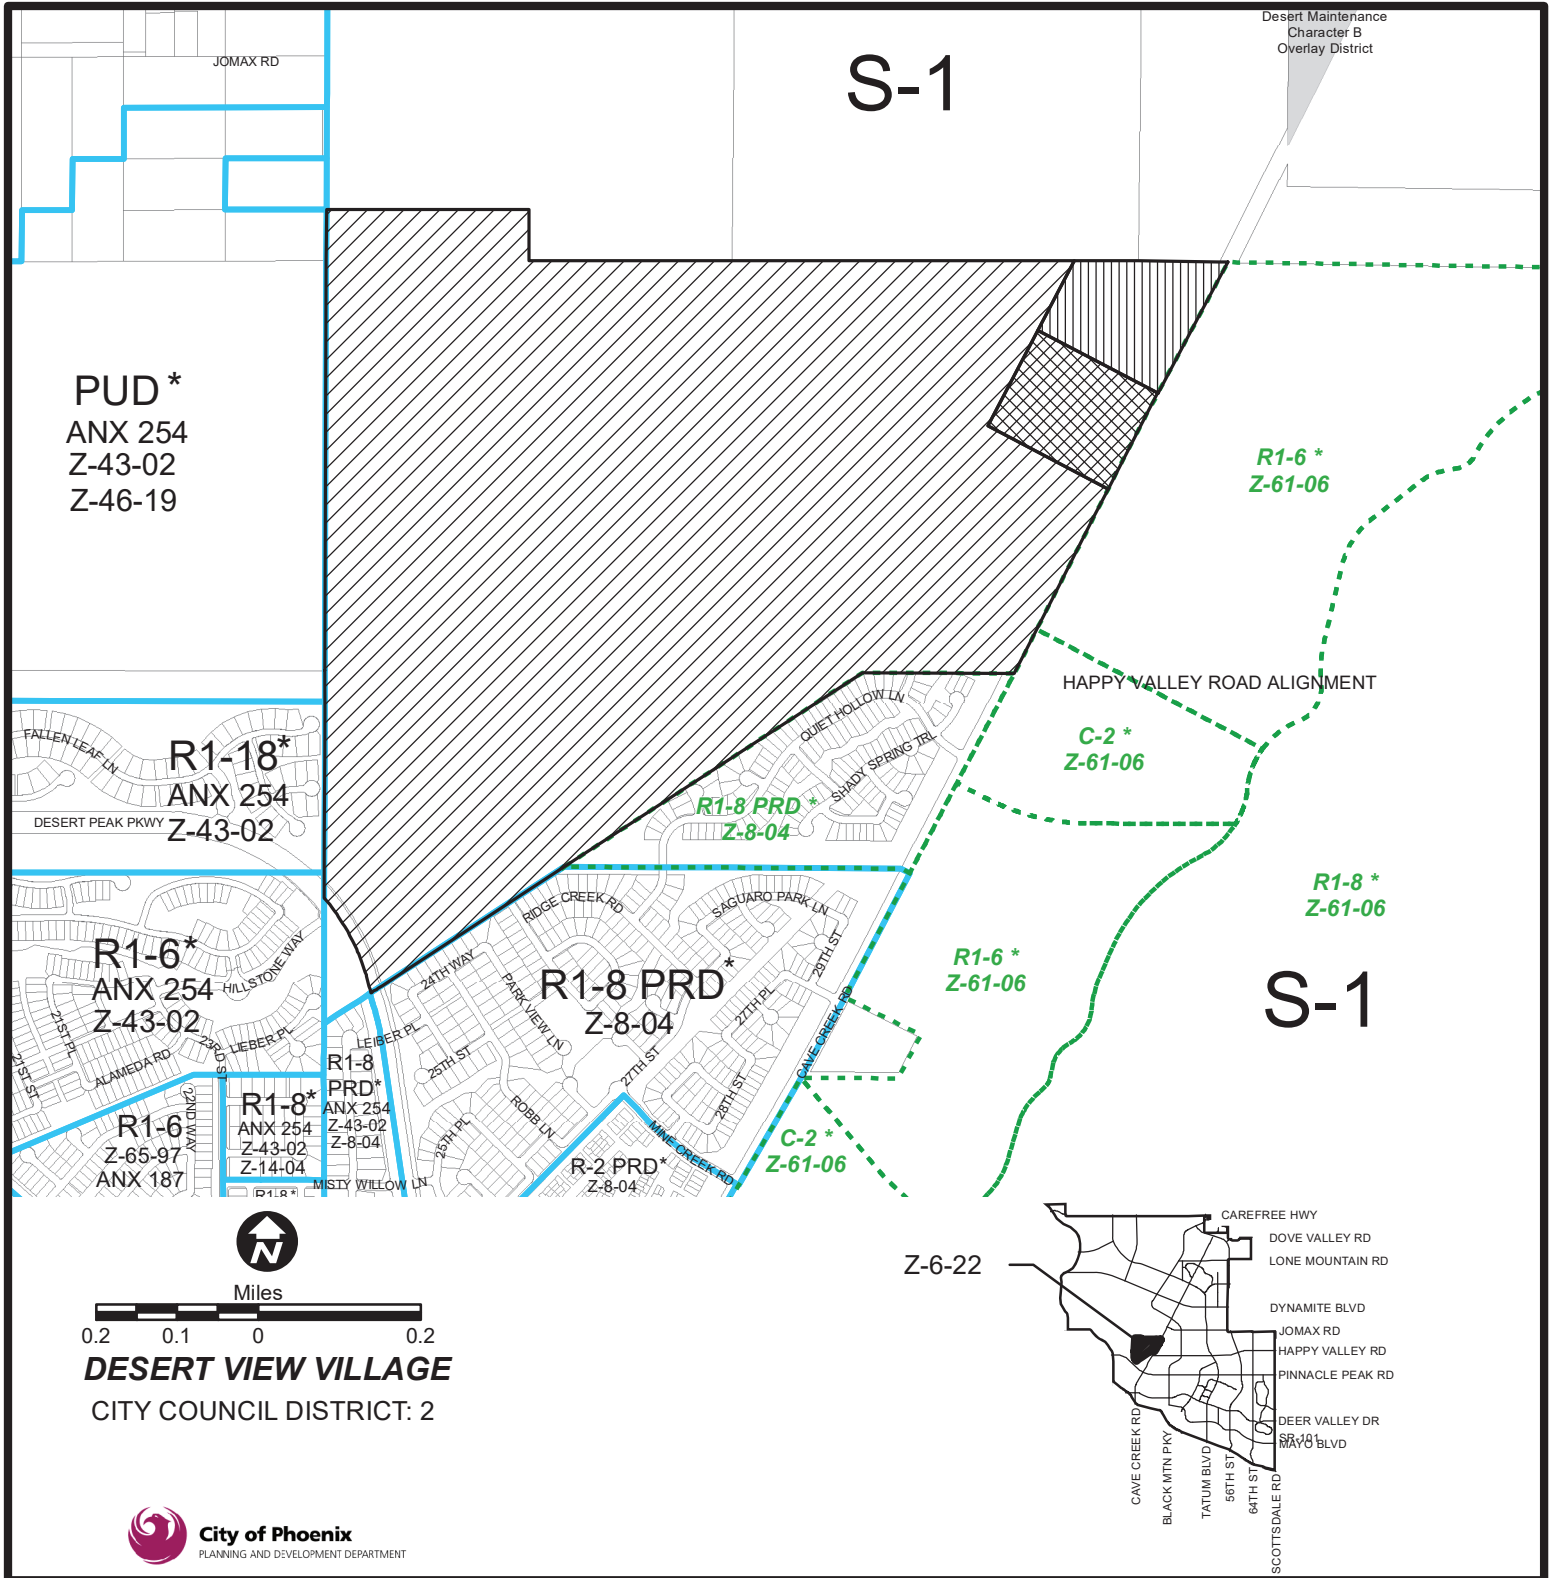 Desert Maintenance
Character B
Overlay District
JOMAX RD
S-1
PUD *
ANX 254
Z-43-02
Z-46-19
R1-6 *
Z-61-06
HAPPY VALLEY ROAD ALIGNMENT
C-2 *
Z-61-06
QUIET HOLLOW LN
SHADY SPRING TRL
R1-8 PRD *
Z-8-04
FALLEN LEAF LN
R1-18*
ANX 254
Z-43-02
DESERT PEAK PKWY
R1-8 *
Z-61-06
RIDGE CREEK RD
SAGUARO PARK LN
29TH ST
R1-6*
ANX 254
Z-43-02
HILLSTONE WAY
24TH WAY
PARK VIEW LN
R1-8 PRD*
Z-8-04
27TH PL
R1-6 *
Z-61-06
S-1
21ST PL
21ST ST
ALAMEDA RD
23RD ST
LIEBER PL
LEIBER PL
25TH ST
27TH ST
28TH ST
CAVE CREEK RD
R1-8
PRD*
ANX 254
Z-43-02
Z-8-04
R1-8*
ANX 254
Z-43-02
Z-14-04
R1-6
Z-65-97
ANX 187
22ND WAY
R1-8 *
MISTY WILLOW LN
25TH PL
ROBB LN
R-2 PRD*
Z-8-04
MINE CREEK RD
C-2 *
Z-61-06
N
Miles
0.2 0.1 0 0.2
DESERT VIEW VILLAGE
CITY COUNCIL DISTRICT: 2
Z-6-22
CAREFREE HWY
DOVE VALLEY RD
LONE MOUNTAIN RD
DYNAMITE BLVD
JOMAX RD
HAPPY VALLEY RD
PINNACLE PEAK RD
DEER VALLEY DR
SR-101
MAYO BLVD
CAVE CREEK RD
BLACK MTN PKY
TATUM BLVD
56TH ST
64TH ST
SCOTTSDALE RD
City of Phoenix
PLANNING AND DEVELOPMENT DEPARTMENT